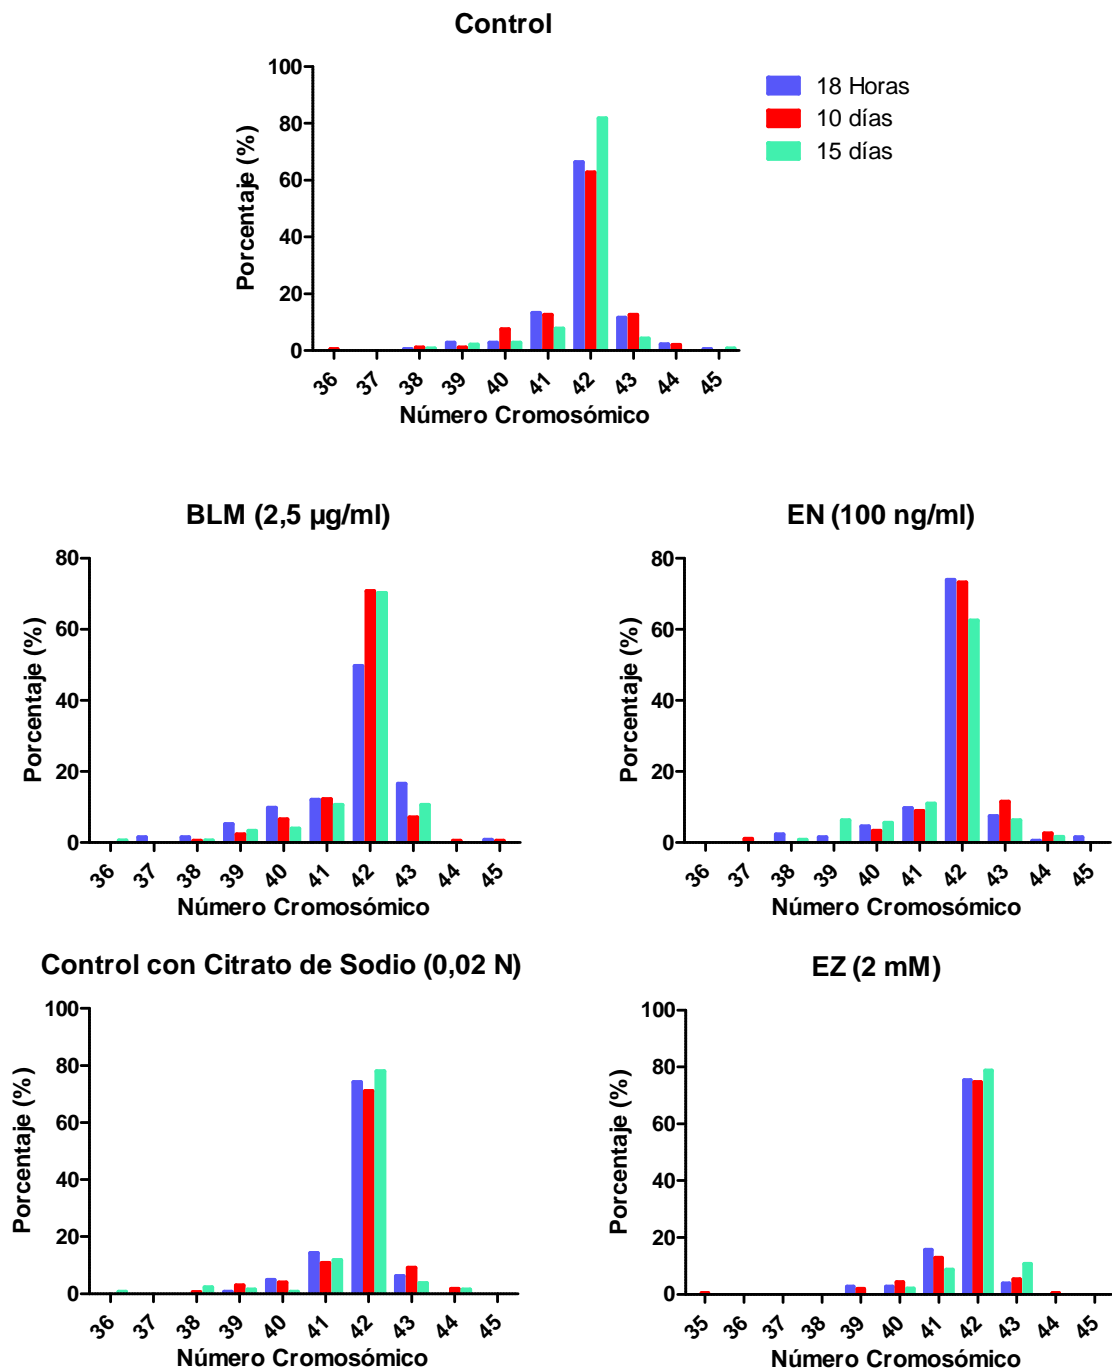 Control
100
80
60
40
20
0
Porcentaje (%)
36 37 38 39 40 41 42 43 44 45
Número Cromosómico
18 Horas
10 días
15 días
BLM (2,5 µg/ml)
80
60
40
20
0
Porcentaje (%)
36 37 38 39 40 41 42 43 44 45
Número Cromosómico
EN (100 ng/ml)
80
60
40
20
0
Porcentaje (%)
36 37 38 39 40 41 42 43 44 45
Número Cromosómico
Control con Citrato de Sodio (0,02 N)
100
80
60
40
20
0
Porcentaje (%)
36 37 38 39 40 41 42 43 44 45
Número Cromosómico
EZ (2 mM)
100
80
60
40
20
0
Porcentaje (%)
35 36 37 38 39 40 41 42 43 44 45
Número Cromosómico